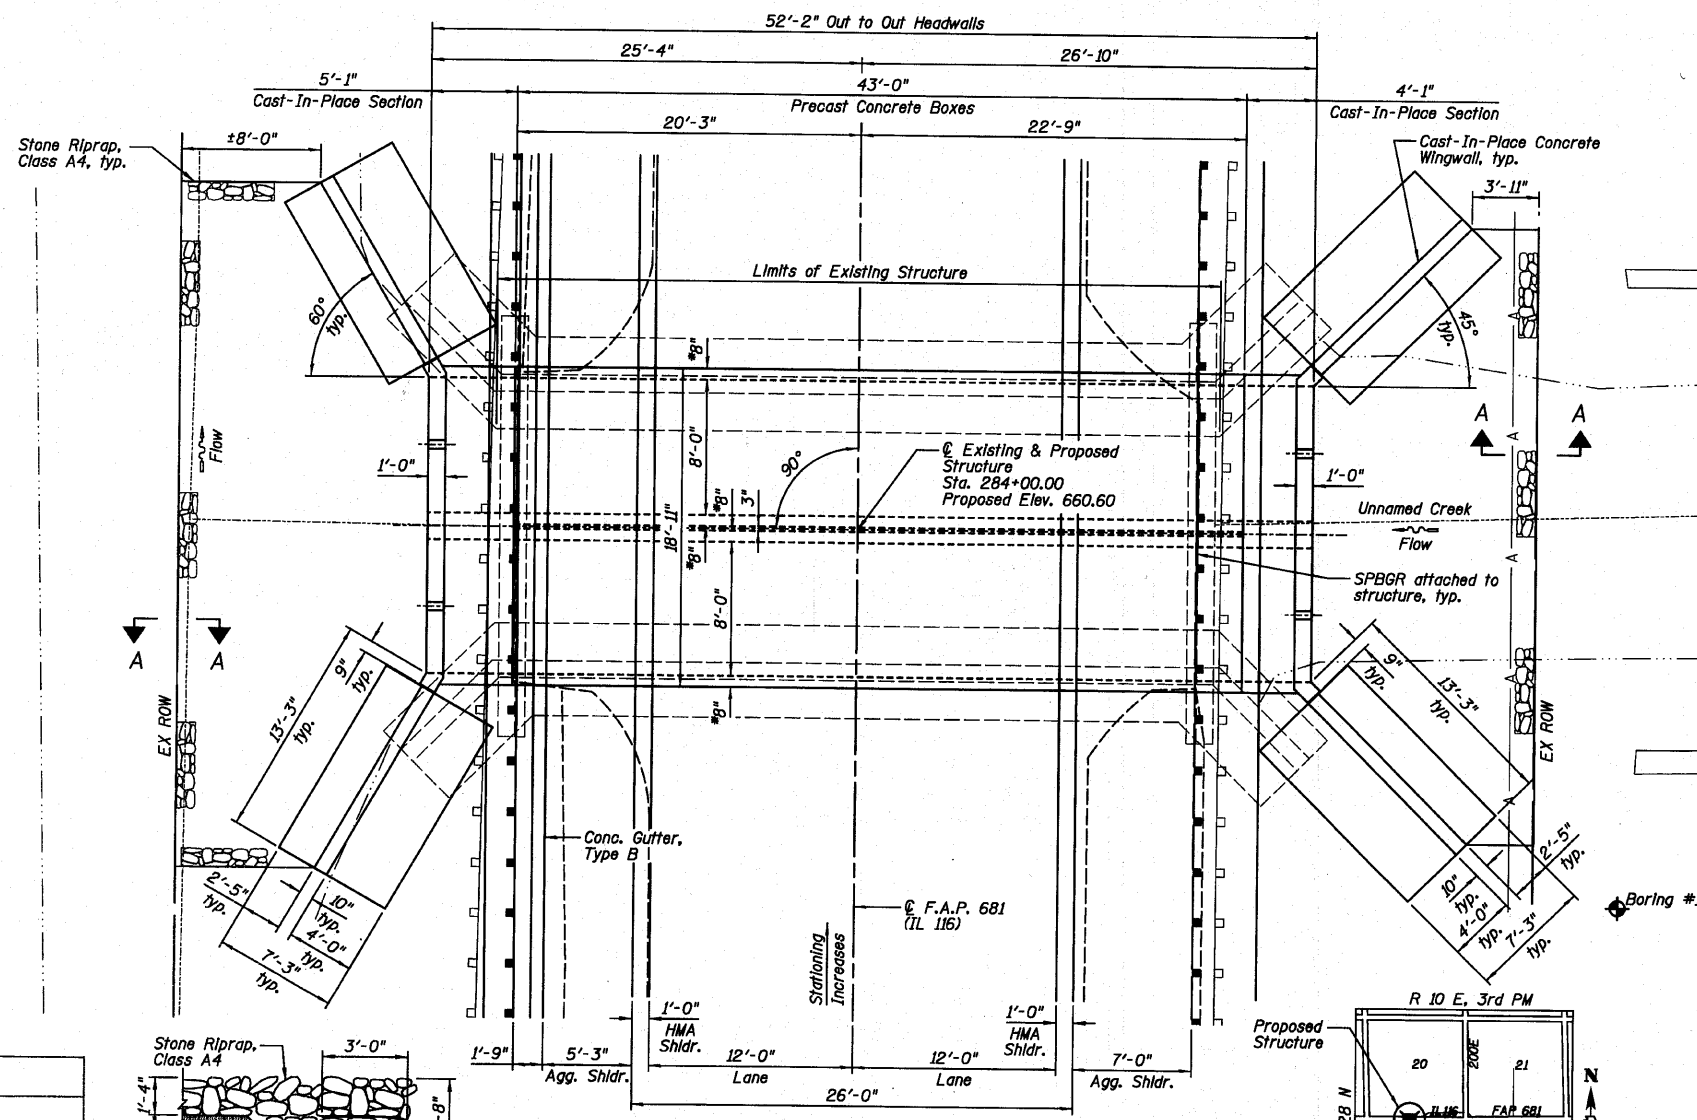 52'-2" Out to Out Headwalls
25'-4"
26'-10"
5'-1"
Cast-In-Place Section
43'-0"
Precast Concrete Boxes
4'-1"
Cast-In-Place Section
20'-3"
22'-9"
±8'-0"
Stone Riprap,
Class A4, typ.
Cast-In-Place Concrete
Wingwall, typ.
3'-11"
Limits of Existing Structure
60°
typ.
45°
typ.
*8"
8'-0"
90°
℄ Existing & Proposed
Structure
Sta. 284+00.00
Proposed Elev. 660.60
A
A
Flow
1'-0"
1'-0"
*8"
3"
18'-11"
*8"
Unnamed Creek
Flow
8'-0"
SPBGR attached to
structure, typ.
A
A
A
A
A
A
A
*8"
9"
typ.
13'-3"
typ.
9"
typ.
13'-3"
typ.
EX ROW
EX ROW
Conc. Gutter,
Type B
2'-5"
typ.
10"
typ.
4'-0"
typ.
7'-3"
typ.
2'-5"
typ.
10"
typ.
4'-0"
typ.
7'-3"
typ.
℄ F.A.P. 681
(IL 116)
Stationing
Increases
Boring #
1'-0"
HMA
Shldr.
1'-0"
HMA
Shldr.
1'-9"
5'-3"
Agg. Shldr.
12'-0"
Lane
12'-0"
Lane
7'-0"
Agg. Shldr.
26'-0"
Stone Riprap,
Class A4
3'-0"
1'-4"
-8"
R 10 E, 3rd PM
Proposed
Structure
20
200E
21
N
28 N
IL 116
FAP 681